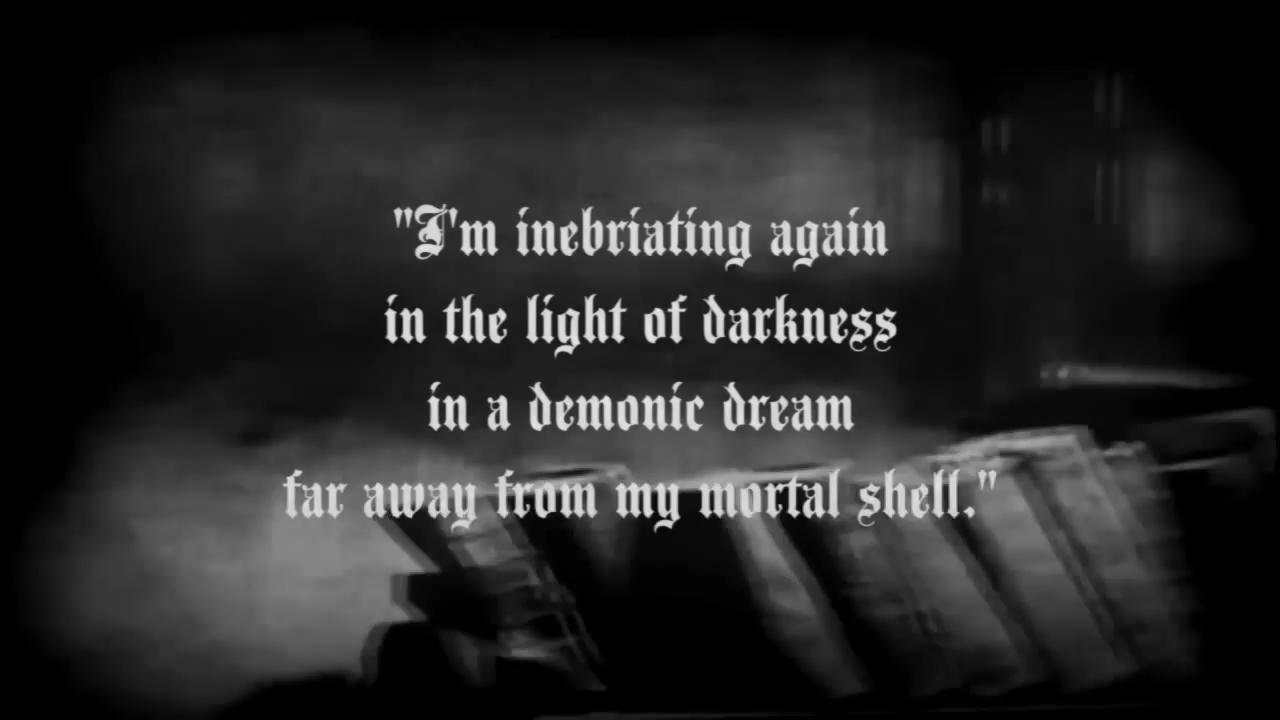 "I'm inebriating again
in the light of darkness
in a demonic dream
far away from my mortal shell."